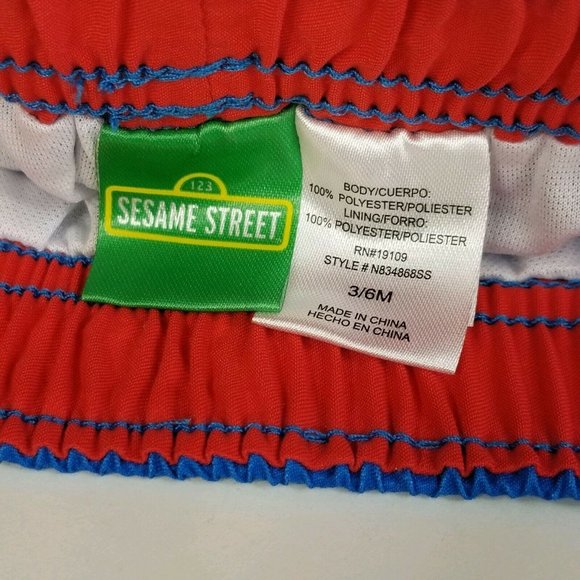 123
SESAME STREET
BODY/CUERPO:
100% POLYESTER/POLIESTER
LINING/FORRO:
100% POLYESTER/POLIESTER
RN#19109
STYLE # N834868SS
3/6M
MADE IN CHINA
HECHO EN CHINA